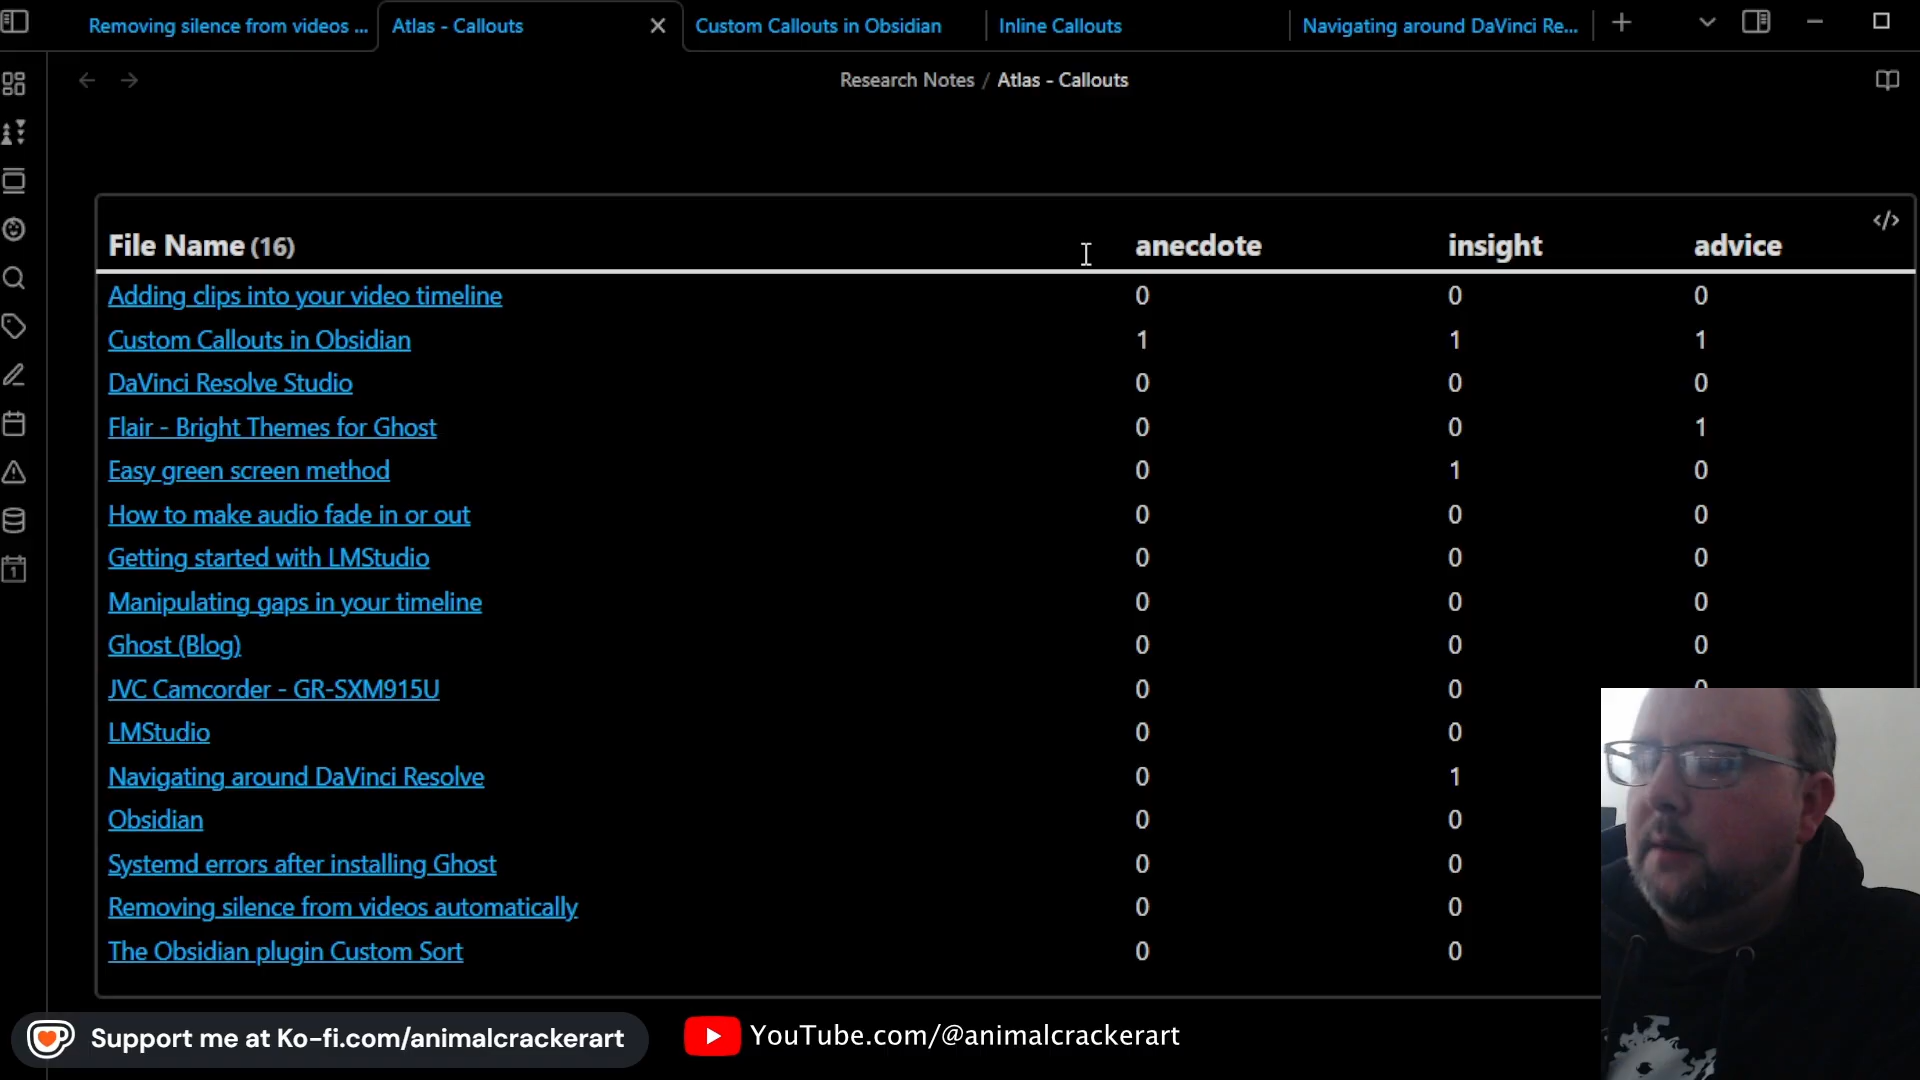 Removing silence from videos ...
Atlas - Callouts
Custom Callouts in Obsidian
Inline Callouts
Navigating around DaVinci Re...
Research Notes / Atlas - Callouts
File Name (16) anecdote insight advice
Adding clips into your video timeline 0 0 0
Custom Callouts in Obsidian 1 1 1
DaVinci Resolve Studio 0 0 0
Flair - Bright Themes for Ghost 0 0 1
Easy green screen method 0 1 0
How to make audio fade in or out 0 0 0
Getting started with LMStudio 0 0 0
Manipulating gaps in your timeline 0 0 0
Ghost (Blog) 0 0 0
JVC Camcorder - GR-SXM915U 0 0
LMStudio 0 0
Navigating around DaVinci Resolve 0 1
Obsidian 0 0
Systemd errors after installing Ghost 0 0
Removing silence from videos automatically 0 0
The Obsidian plugin Custom Sort 0 0
Support me at Ko-fi.com/animalcrackerart
YouTube.com/@animalcrackerart